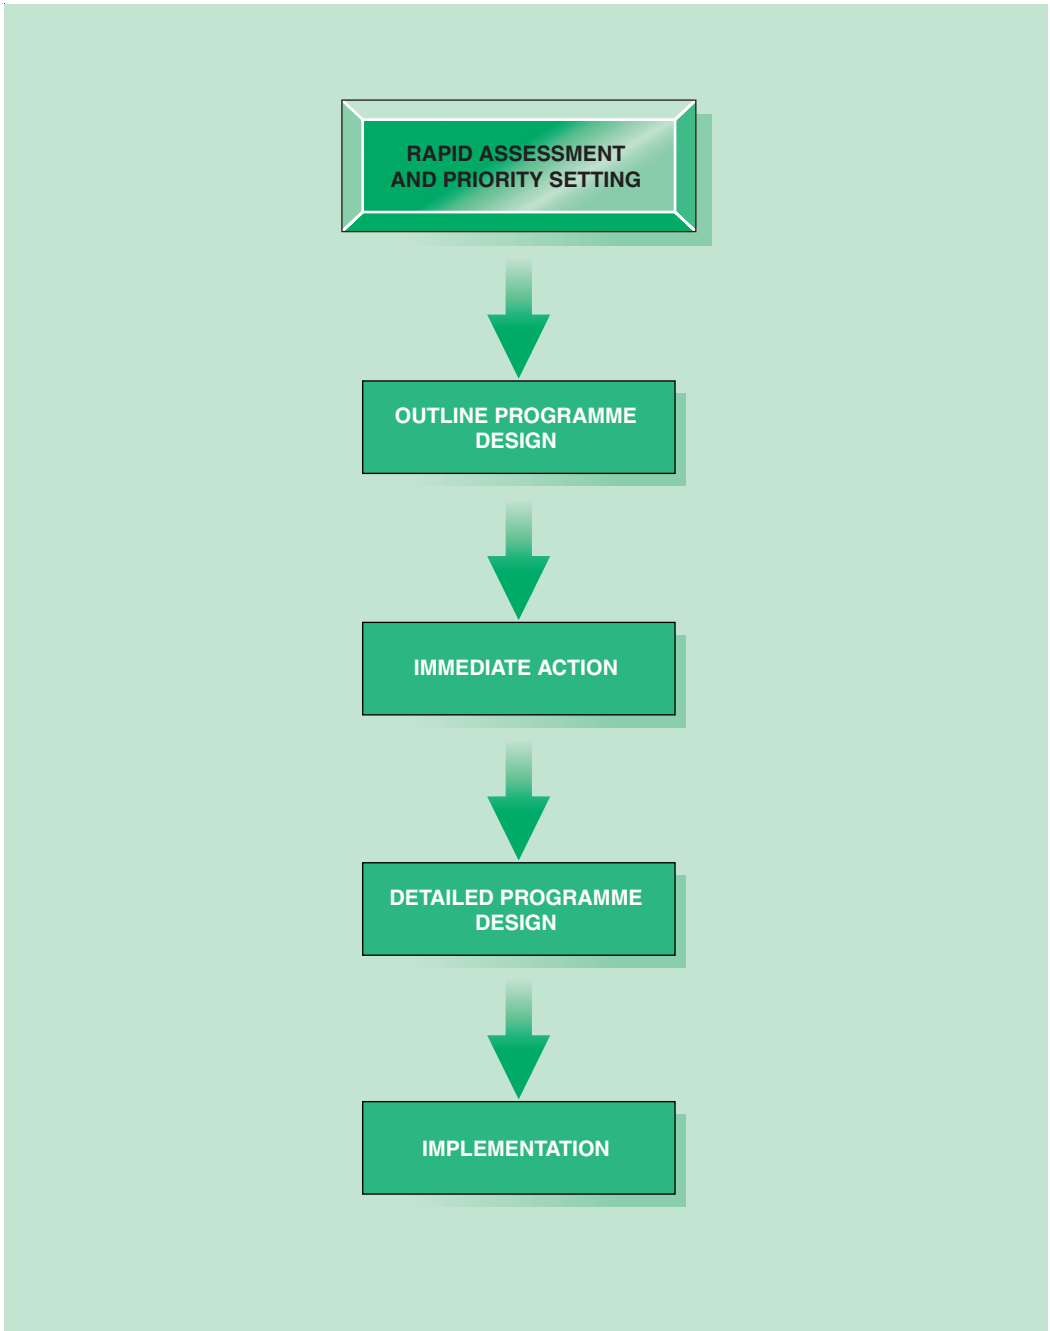 RAPID ASSESSMENT
AND PRIORITY SETTING
OUTLINE PROGRAMME
DESIGN
IMMEDIATE ACTION
DETAILED PROGRAMME
DESIGN
IMPLEMENTATION